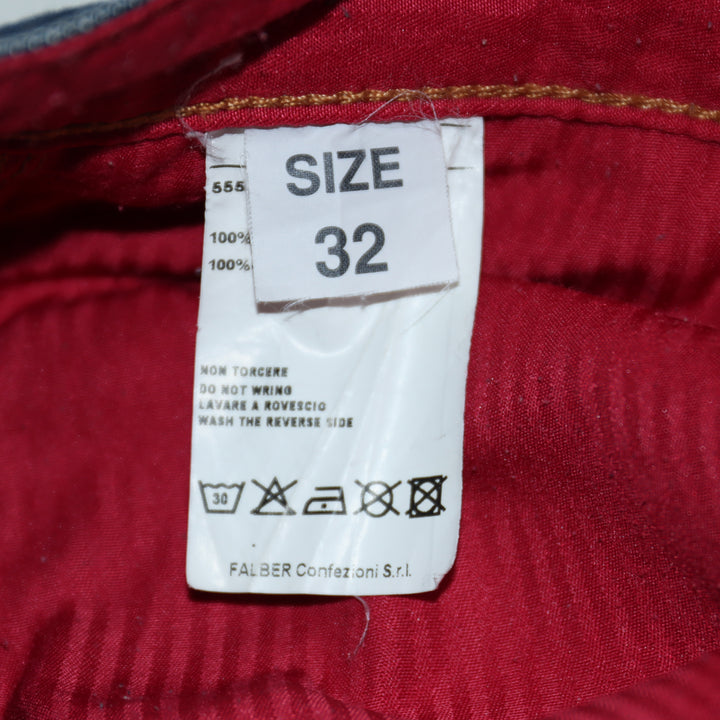 SIZE
32
555
100%
100%
NON TORCERE
DO NOT WRING
LAVARE A ROVESCIO
WASH THE REVERSE SIDE
30
FALBER Confezioni S.r.l.